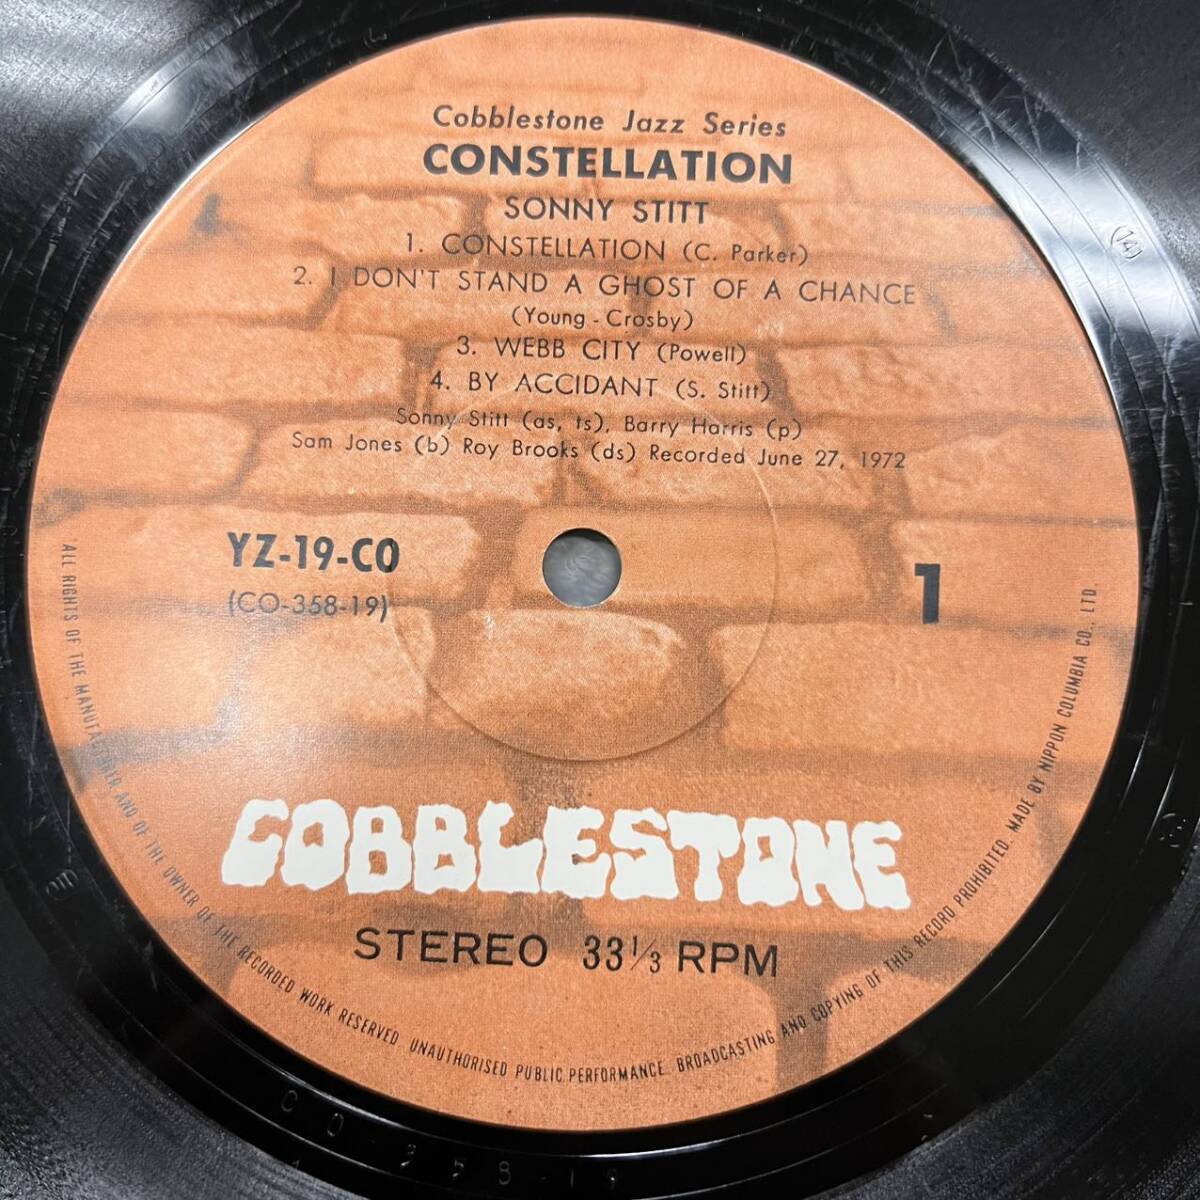 Cobblestone Jazz Series
CONSTELLATION
SONNY STITT
1. CONSTELLATION (C. Parker)
2. I DON'T STAND A GHOST OF A CHANCE
(Young - Crosby)
3. WEBB CITY (Powell)
4. BY ACCIDANT (S. Stitt)
Sonny Stitt (as, ts), Barry Harris (p)
Sam Jones (b) Roy Brooks (ds) Recorded June 27, 1972
YZ-19-CO
(CO-358-19)
1
COBBLESTONE
STEREO 33 1/3 RPM
ALL RIGHTS OF THE MANUFACTURER AND OF THE OWNER OF THE RECORDED WORK RESERVED UNAUTHORISED PUBLIC PERFORMANCE. BROADCASTING AND COPYING OF THIS RECORD PROHIBITED. MADE BY NIPPON COLUMBIA CO., LTD.
(14)